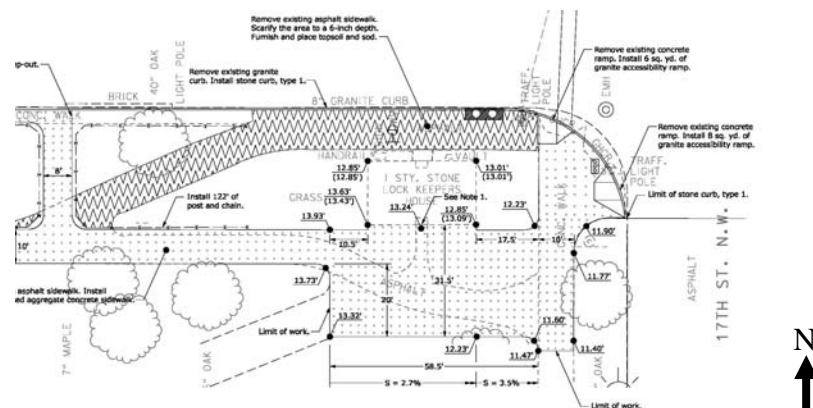 Remove existing asphalt sidewalk.
Scarify the area to a 6-inch depth.
Furnish and place topsoil and sod.
Remove existing concrete
ramp. Install 6 sq. yd. of
granite accessibility ramp.
ep-out.
40" OAK
LIGHT POLE
Remove existing granite
curb. Install stone curb, type 1.
BRICK
8" GRANITE CURB
TRAFF.
LIGHT
POLE
EMH
CONC. WALK
Remove existing concrete
ramp. Install 8 sq. yd. of
granite accessibility ramp.
HANDRAIL
VAULT
12.85'
(12.85')
13.01'
(13.01')
TRAFF.
LIGHT
POLE
8'
1 STY. STONE
LOCK KEEPERS
HOUSE
Install 122' of
post and chain.
GRASS
13.63'
(13.43')
13.93'
13.24'
See Note 1.
12.85'
(13.09')
12.23'
CONC. WALK
Limit of stone curb, type 1.
10.5'
17.5'
10'
11.90'
10'
11.77'
asphalt sidewalk. Install
ed aggregate concrete sidewalk.
13.73'
ASPHALT
20'
31.5'
ASPHALT
17TH ST. N.W.
7" MAPLE
OAK
Limit of work.
13.32'
12.23'
11.60'
11.47'
11.40'
OAK
58.5'
S = 2.7%
S = 3.5%
Limit of work.
N